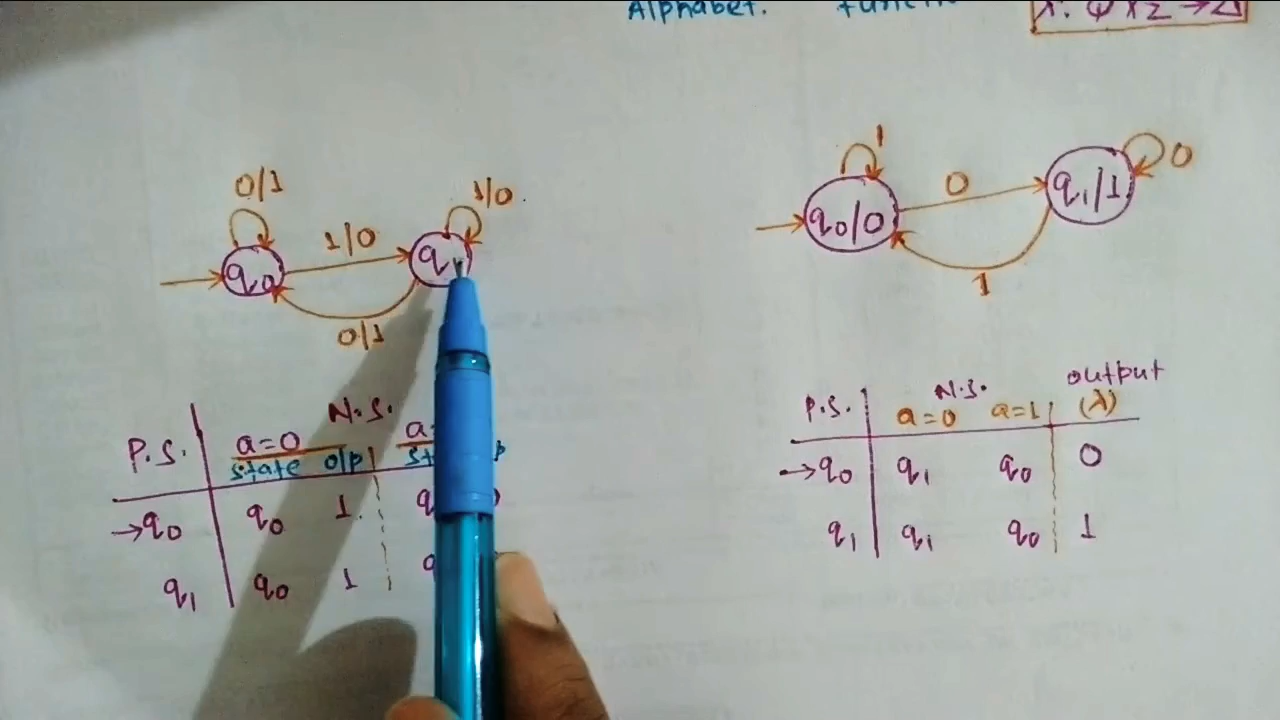 Alphabet.
λ: Q x Σ → Δ
0/1
1/0
1/0
q0
0/1
1
0
0
q0/0
q1/1
1
N.S.
P.S. a=0
state o/p
→q0 q0 1
q1 q0 1
N.S. output
P.S. a=0 a=1 (λ)
→q0 q1 q0 0
q1 q1 q0 1